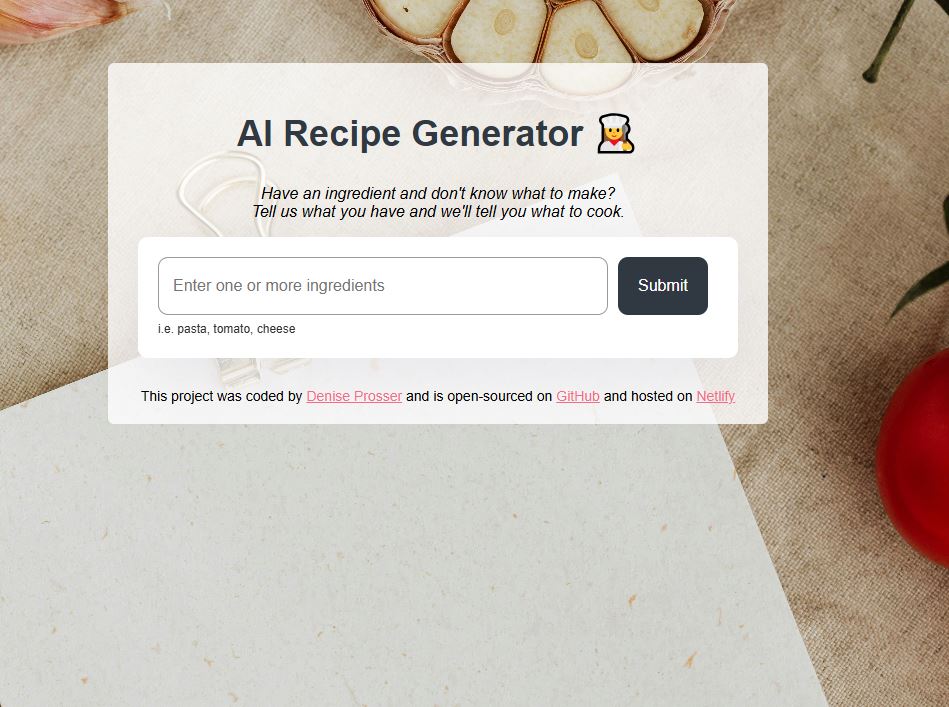 AI Recipe Generator 👩‍🍳
Have an ingredient and don't know what to make?
Tell us what you have and we'll tell you what to cook.
Enter one or more ingredients
Submit
i.e. pasta, tomato, cheese
This project was coded by Denise Prosser and is open-sourced on GitHub and hosted on Netlify